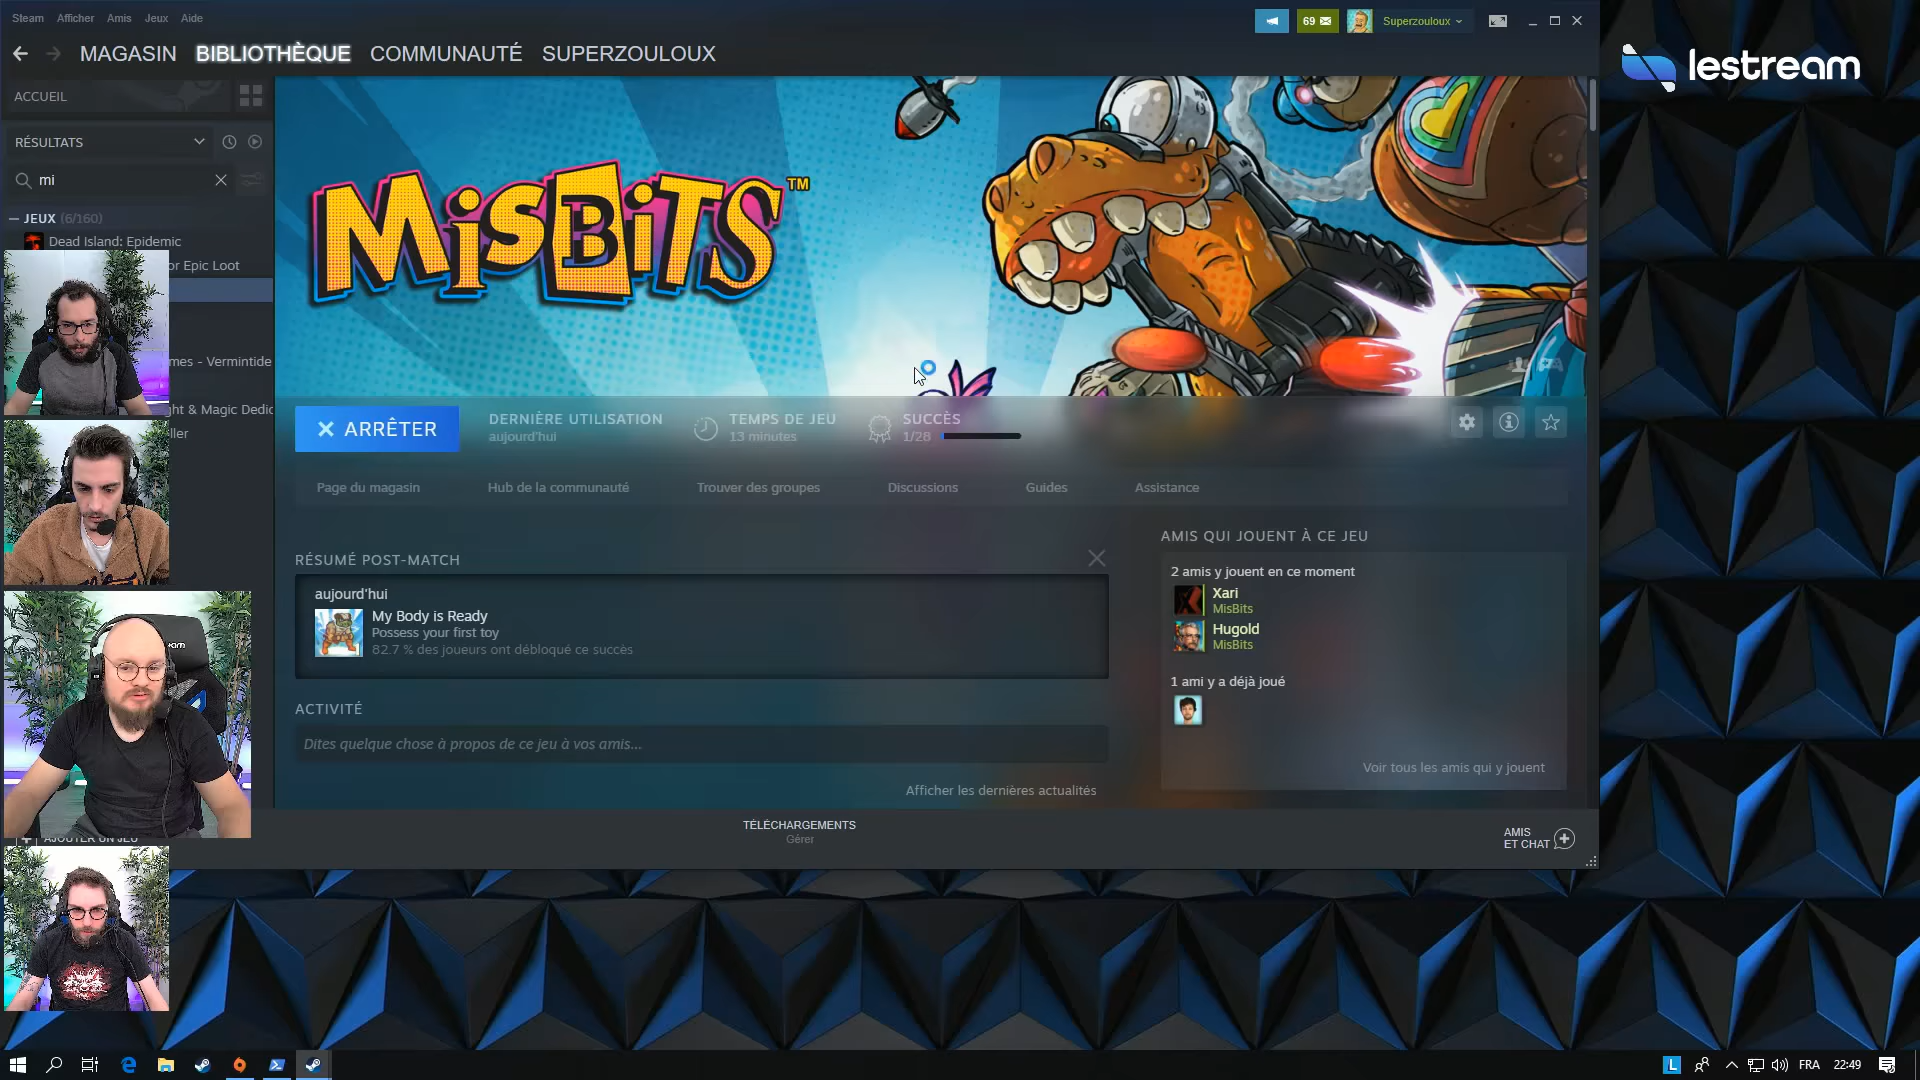 Steam Afficher Amis Jeux Aide
69 Superzouloux
MAGASIN BIBLIOTHÈQUE COMMUNAUTÉ SUPERZOULOUX
lestream
ACCUEIL
RÉSULTATS
mi
JEUX (6/160)
Dead Island: Epidemic
or Epic Loot
mes - Vermintide
ht & Magic Dedic
ller
AJOUTER UN JEU
MiSBiTS™
ARRÊTER
DERNIÈRE UTILISATION
aujourd'hui
TEMPS DE JEU
13 minutes
SUCCÈS
1/28
Page du magasin Hub de la communauté Trouver des groupes Discussions Guides Assistance
RÉSUMÉ POST-MATCH
aujourd'hui
My Body is Ready
Possess your first toy
82.7 % des joueurs ont débloqué ce succès
ACTIVITÉ
Dites quelque chose à propos de ce jeu à vos amis...
Afficher les dernières actualités
AMIS QUI JOUENT À CE JEU
2 amis y jouent en ce moment
Xari
MisBits
Hugold
MisBits
1 ami y a déjà joué
Voir tous les amis qui y jouent
TÉLÉCHARGEMENTS
Gérer
AMIS
ET CHAT
L FRA 22:49